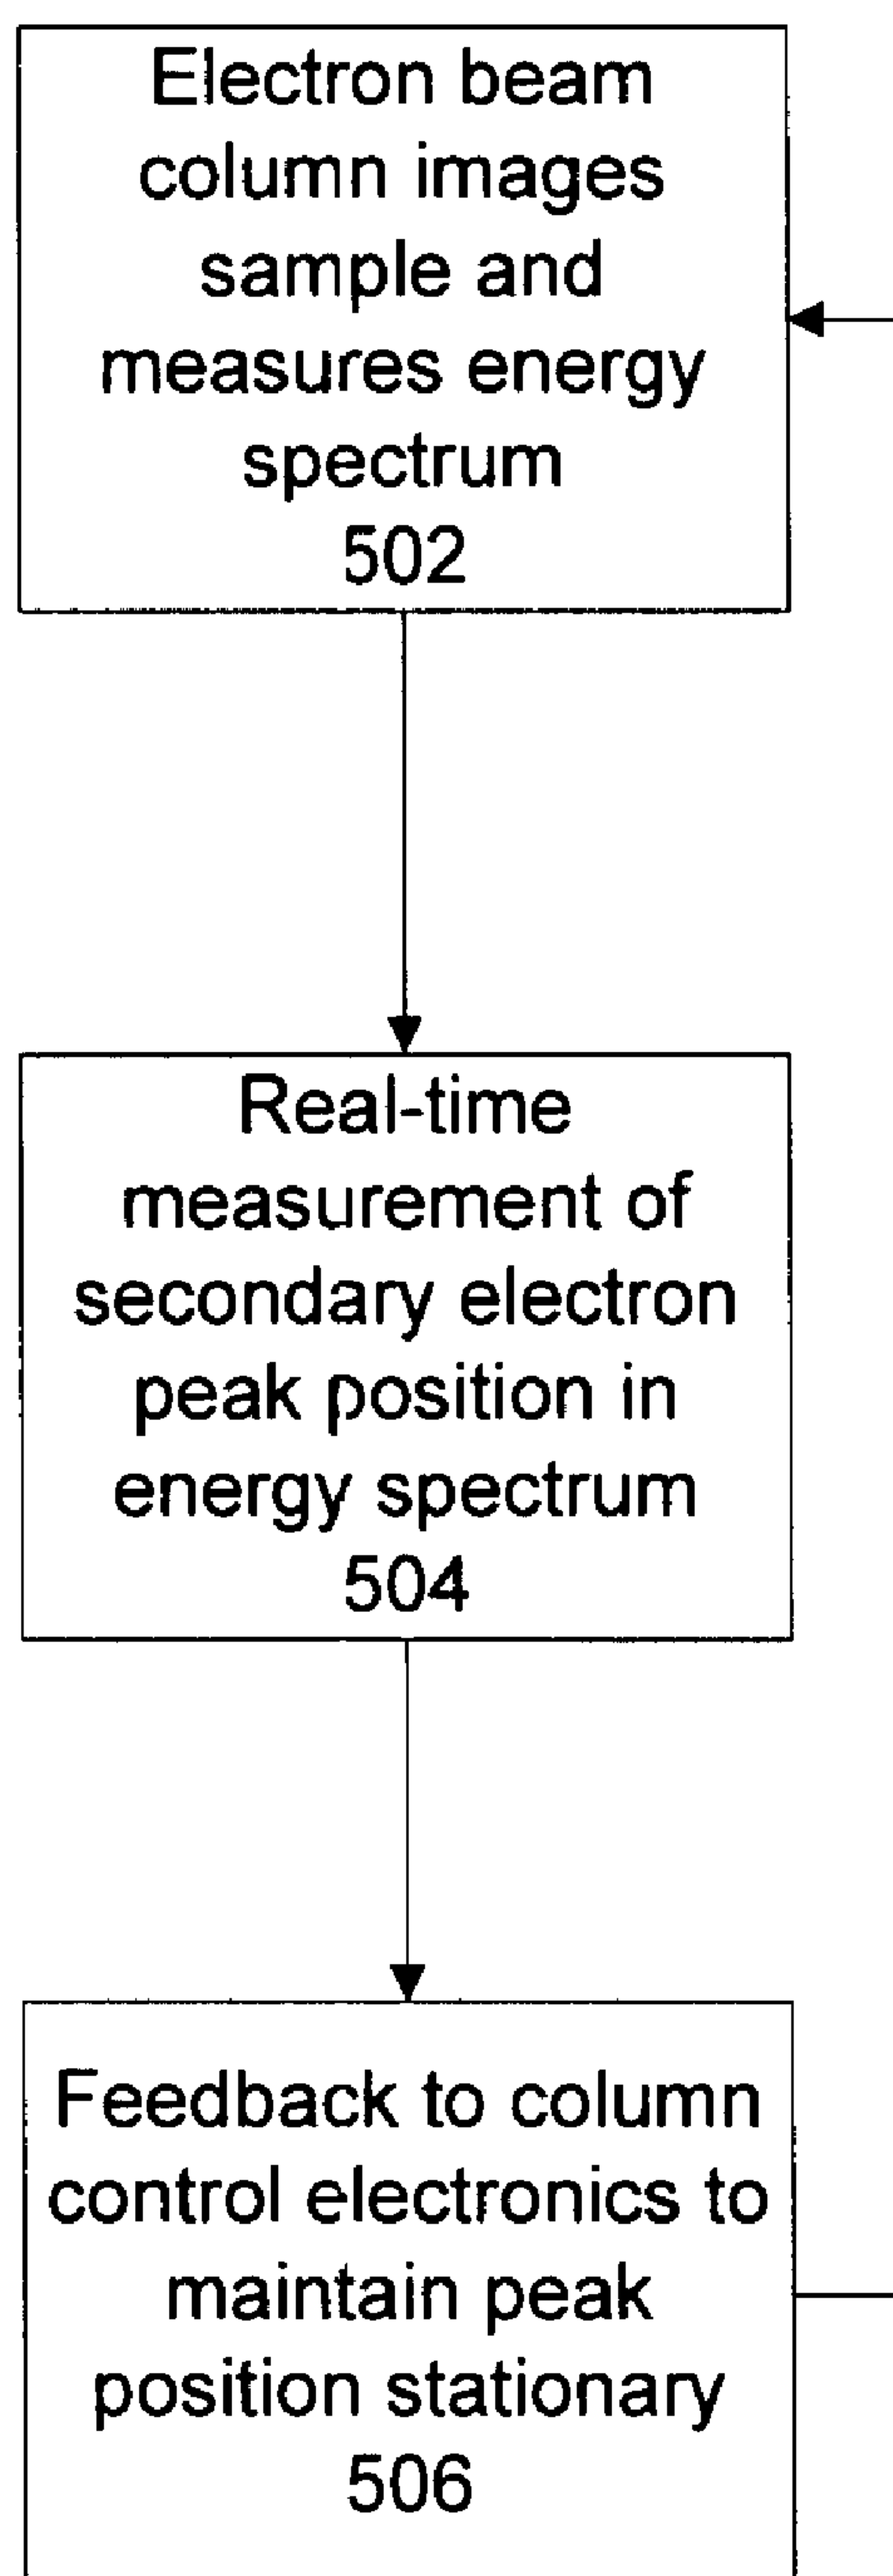 Electron beam
column images
sample and
measures energy
spectrum
502
Real-time
measurement of
secondary electron
peak position in
energy spectrum
504
Feedback to column
control electronics to
maintain peak
position stationary
506